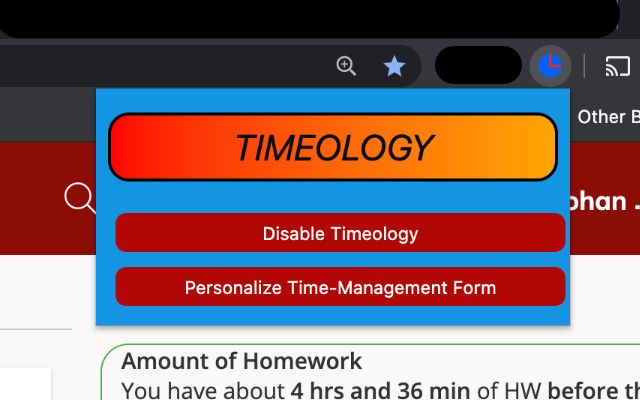 Other B
TIMEOLOGY
ohan .
Disable Timeology
Personalize Time-Management Form
Amount of Homework
You have about 4 hrs and 36 min of HW before th